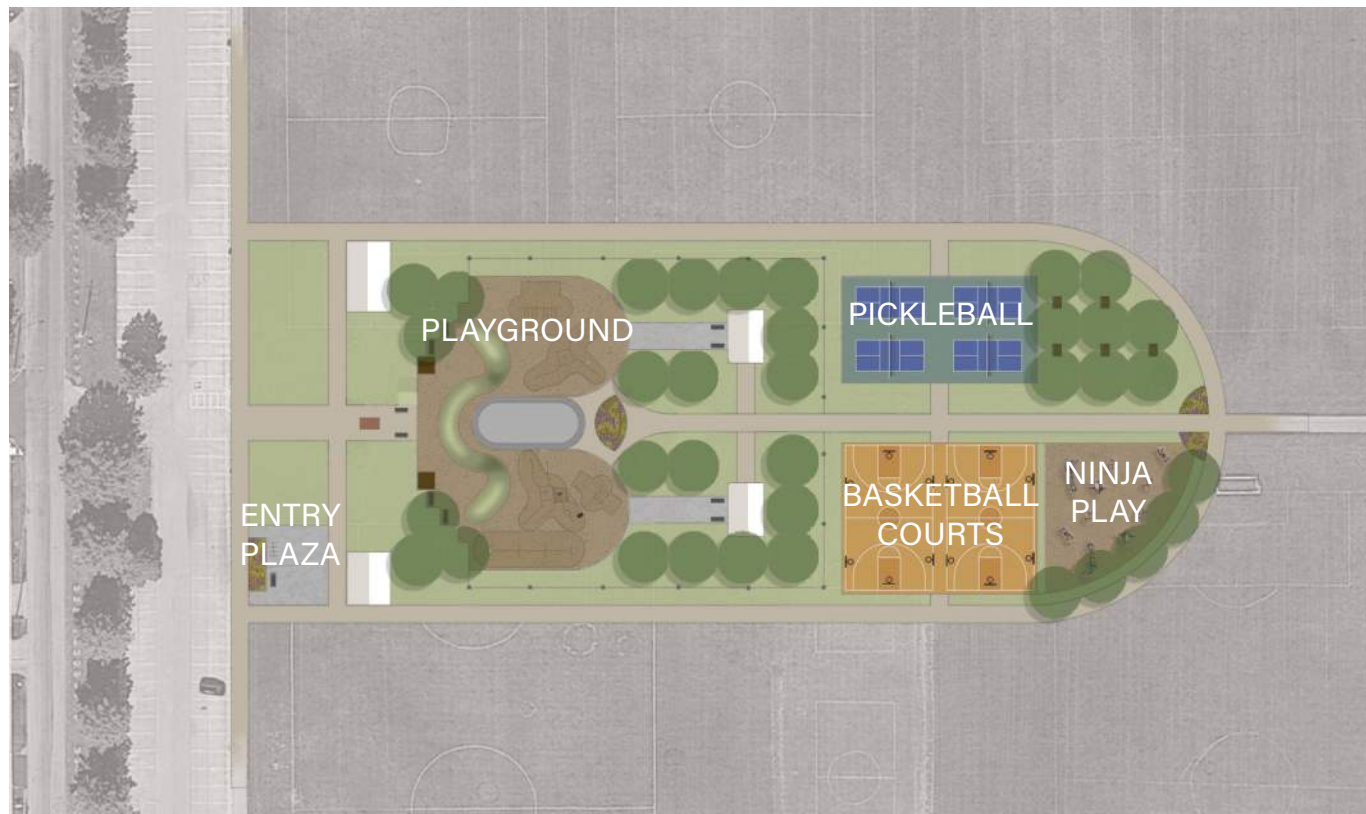 PLAYGROUND
PICKLEBALL
ENTRY
PLAZA
BASKETBALL
COURTS
NINJA
PLAY